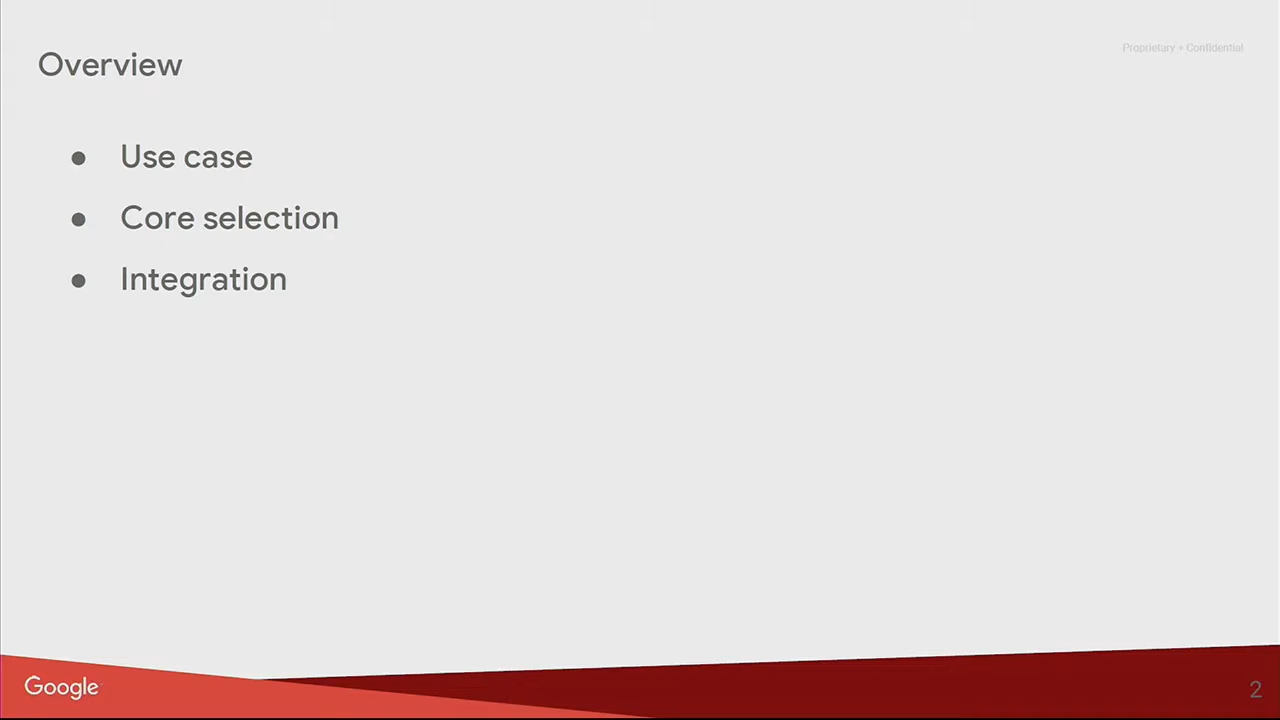 Proprietary + Confidential
Overview
● Use case
● Core selection
● Integration
Google
2